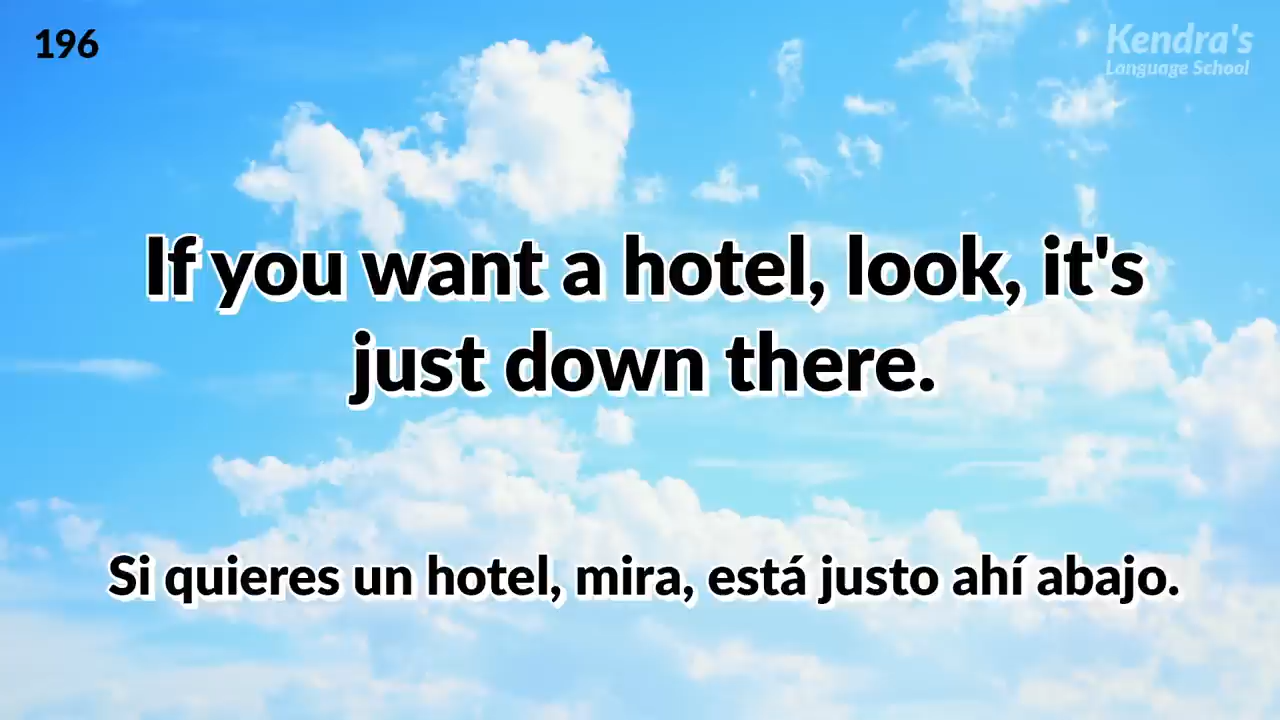 196
Kendra's
Language School
If you want a hotel, look, it's
just down there.
Si quieres un hotel, mira, está justo ahí abajo.